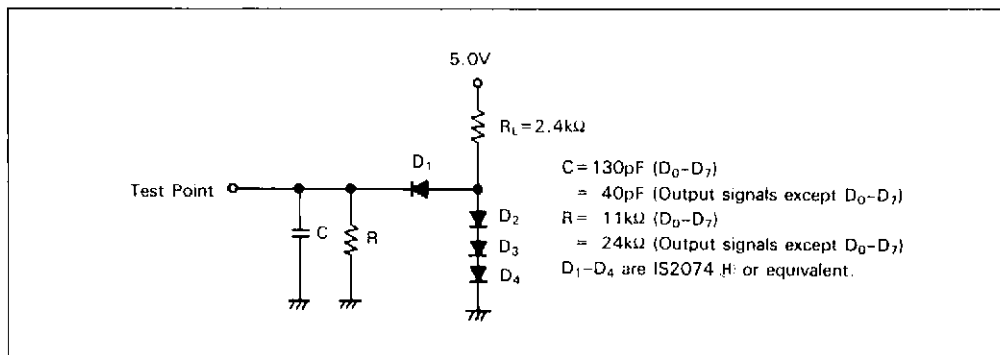 5.0V
R_L=2.4kΩ
D₁
Test Point
C
R
D₂
D₃
D₄
C=130pF (D₀-D₇)
= 40pF (Output signals except D₀-D₇)
R= 11kΩ (D₀-D₇)
= 24kΩ (Output signals except D₀-D₇)
D₁-D₄ are IS2074 H or equivalent.